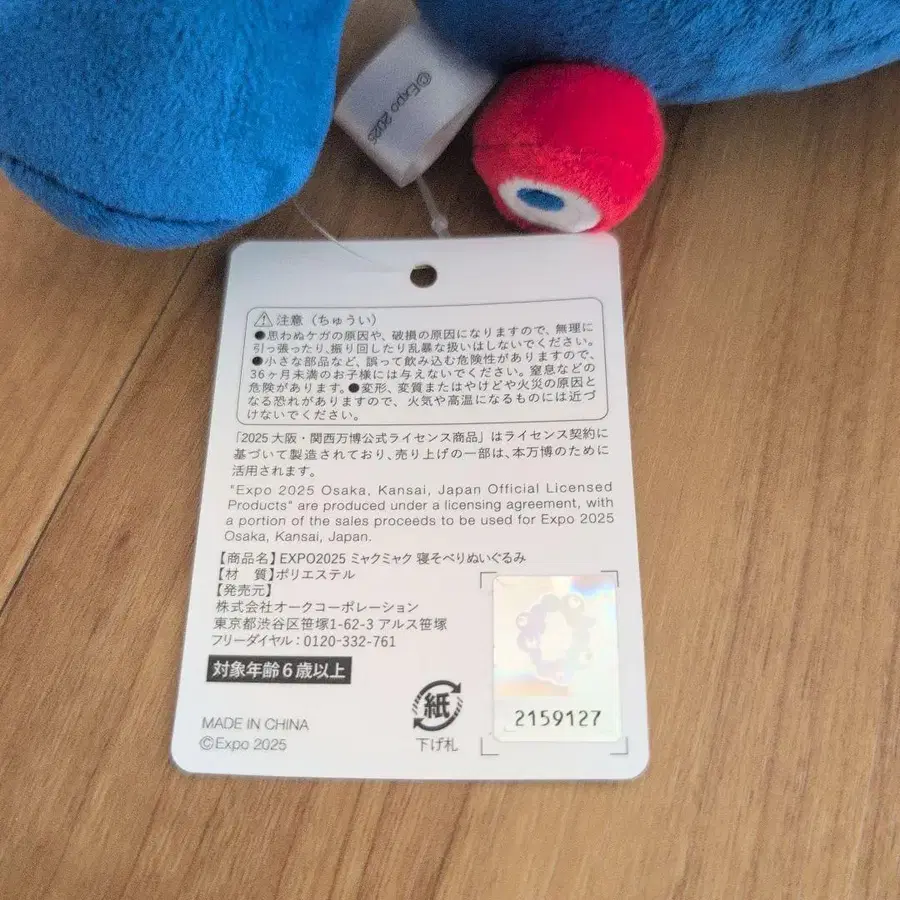 ©Expo 2025
注意（ちゅうい）
●思わぬケガの原因や、破損の原因になりますので、無理に
引っ張ったり、振り回したり乱暴な扱いはしないでください。
●小さな部品など、誤って飲み込む危険性がありますので、
36ヶ月未満のお子様には与えないでください。窒息などの
危険があります。●変形、変質またはやけどや火災の原因と
なる恐れがありますので、火気や高温になるものには近づ
けないでください。
「2025 大阪・関西万博公式ライセンス商品」はライセンス契約に
基づいて製造されており、売り上げの一部は、本万博のために
活用されます。
"Expo 2025 Osaka, Kansai, Japan Official Licensed
Products" are produced under a licensing agreement, with
a portion of the sales proceeds to be used for Expo 2025
Osaka, Kansai, Japan.
【商品名】EXPO2025 ミャクミャク 寝そべりぬいぐるみ
【材　質】ポリエステル
【発売元】
株式会社オークコーポレーション
東京都渋谷区笹塚1-62-3 アルス笹塚
フリーダイヤル：0120-332-761
対象年齢6歳以上
紙
下げ札
2159127
MADE IN CHINA
©Expo 2025